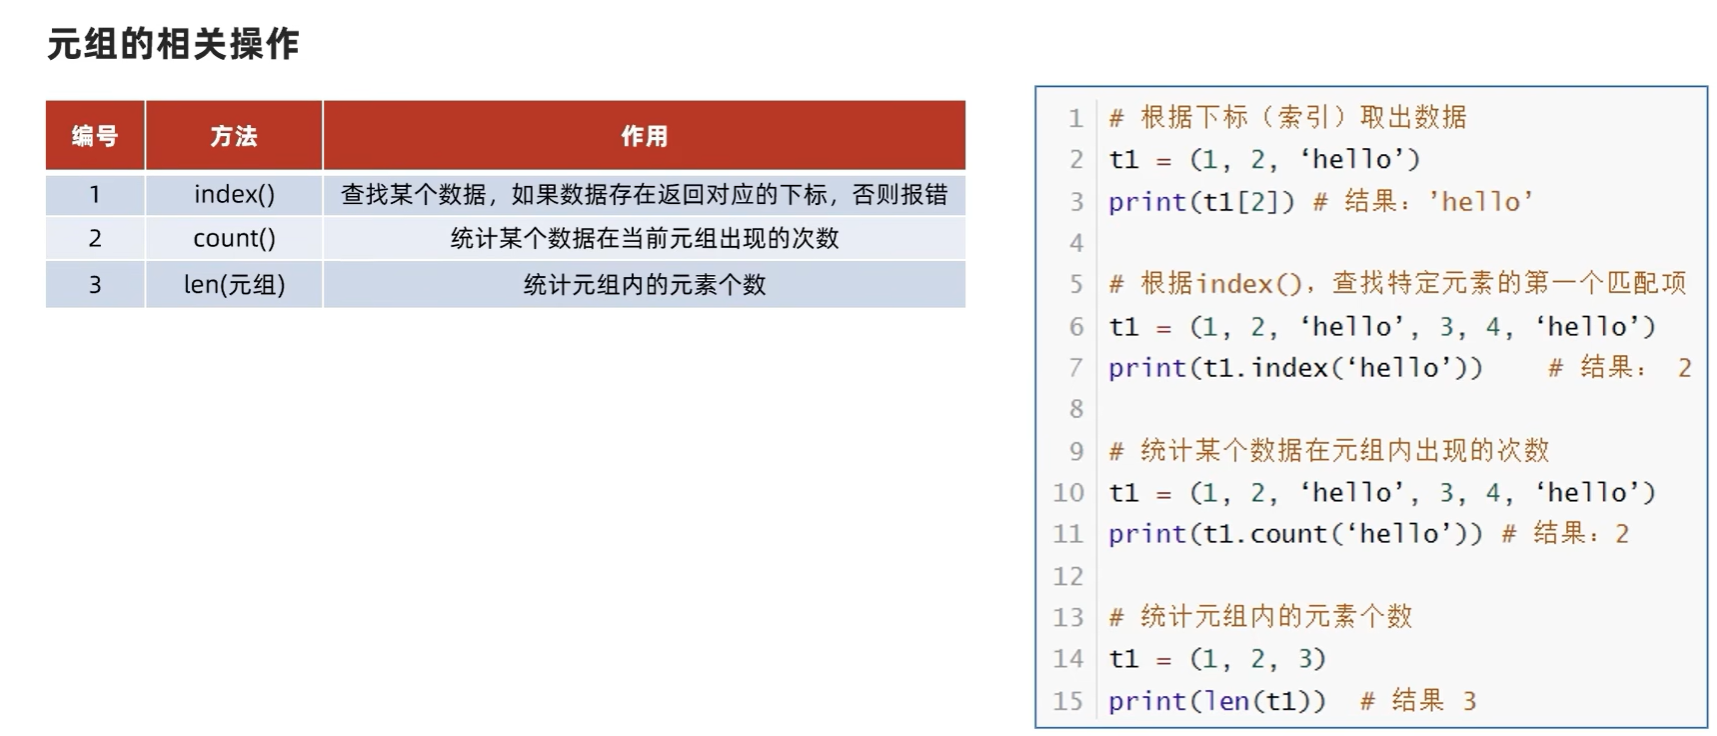 元组的相关操作
编号 方法 作用
1 index() 查找某个数据，如果数据存在返回对应的下标，否则报错
2 count() 统计某个数据在当前元组出现的次数
3 len(元组) 统计元组内的元素个数
1 # 根据下标（索引）取出数据
2 t1 = (1, 2, ‘hello’)
3 print(t1[2]) # 结果：’hello’
4
5 # 根据index()，查找特定元素的第一个匹配项
6 t1 = (1, 2, ‘hello’, 3, 4, ‘hello’)
7 print(t1.index(‘hello’))    # 结果： 2
8
9 # 统计某个数据在元组内出现的次数
10 t1 = (1, 2, ‘hello’, 3, 4, ‘hello’)
11 print(t1.count(‘hello’)) # 结果：2
12
13 # 统计元组内的元素个数
14 t1 = (1, 2, 3)
15 print(len(t1))  # 结果 3